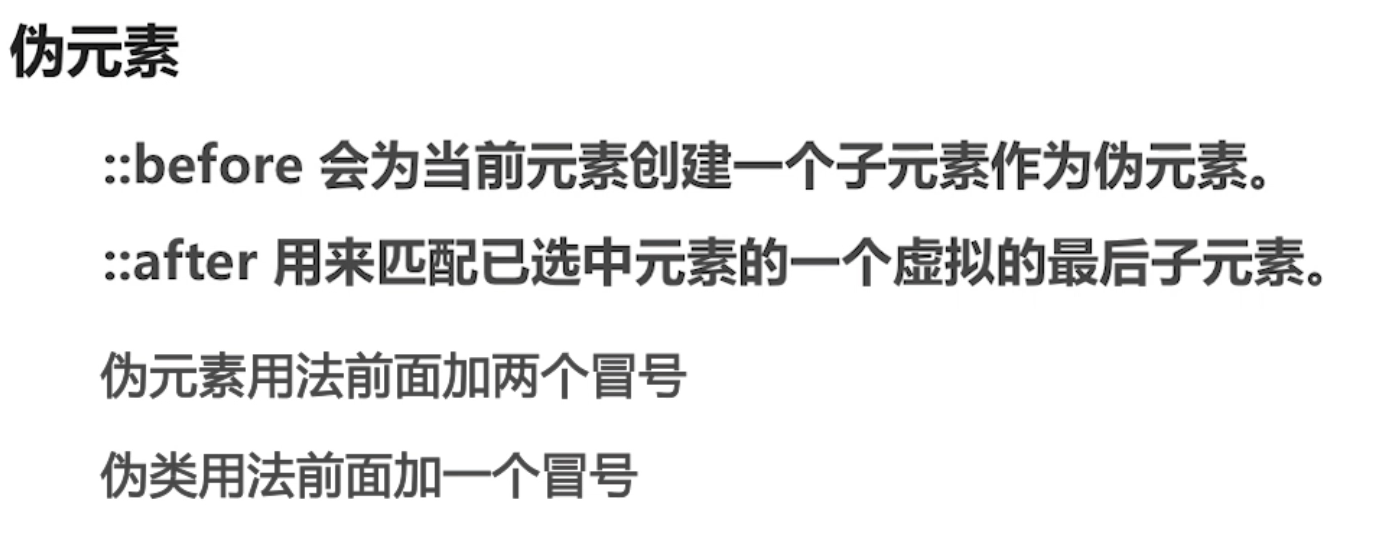 伪元素
::before 会为当前元素创建一个子元素作为伪元素。
::after 用来匹配已选中元素的一个虚拟的最后子元素。
伪元素用法前面加两个冒号
伪类用法前面加一个冒号